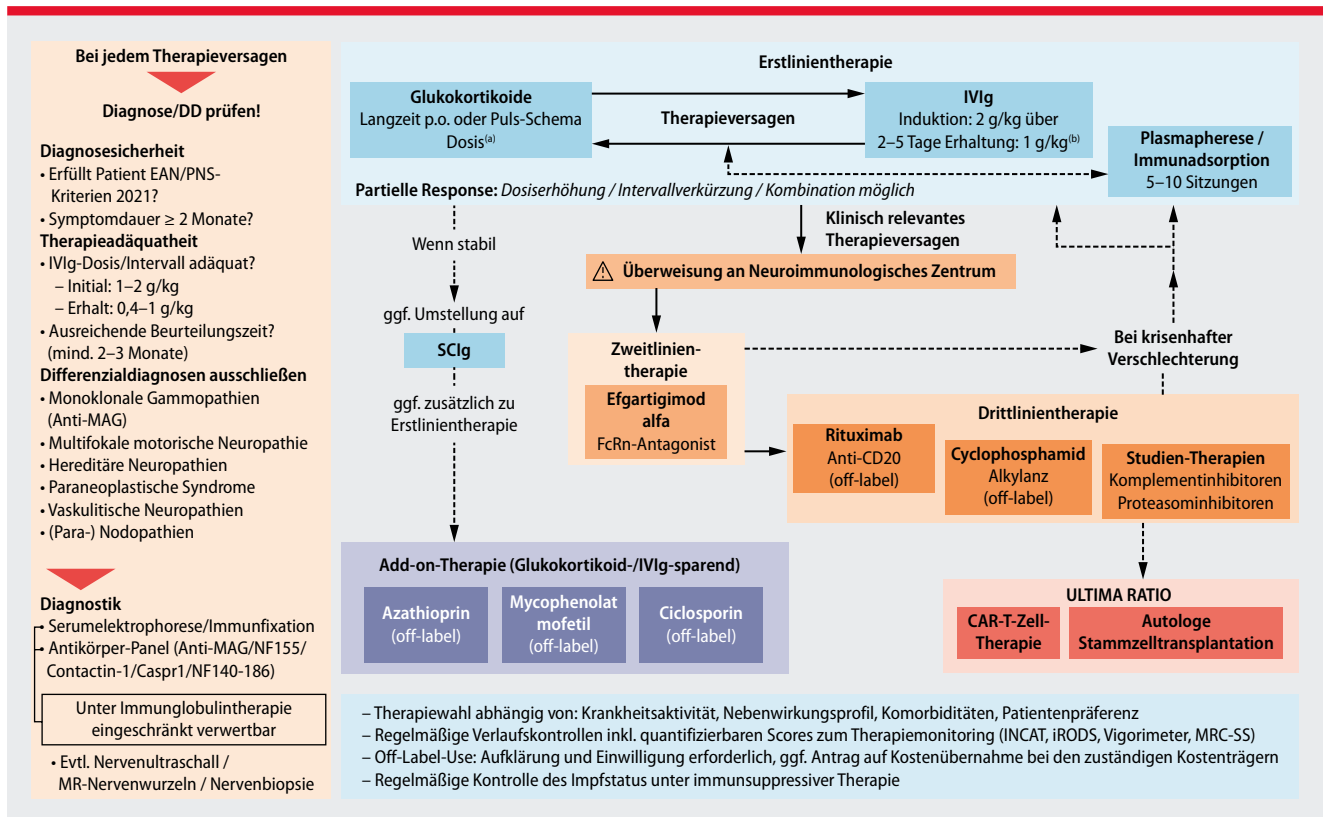 Bei jedem Therapieversagen
Diagnose/DD prüfen!
Diagnosesicherheit
• Erfüllt Patient EAN/PNS-
Kriterien 2021?
• Symptomdauer ≥ 2 Monate?
Therapieadäquatheit
• IVIg-Dosis/Intervall adäquat?
– Initial: 1–2 g/kg
– Erhalt: 0,4–1 g/kg
• Ausreichende Beurteilungszeit?
(mind. 2–3 Monate)
Differenzialdiagnosen ausschließen
• Monoklonale Gammopathien
(Anti-MAG)
• Multifokale motorische Neuropathie
• Hereditäre Neuropathien
• Paraneoplastische Syndrome
• Vaskulitische Neuropathien
• (Para-) Nodopathien
Diagnostik
• Serumelektrophorese/Immunfixation
• Antikörper-Panel (Anti-MAG/NF155/
Contactin-1/Caspr1/NF140-186)
Unter Immunglobulintherapie
eingeschränkt verwertbar
• Evtl. Nervenultraschall /
MR-Nervenwurzeln / Nervenbiopsie
Erstlinientherapie
Glukokortikoide
Langzeit p.o. oder Puls-Schema
Dosis(a)
Therapieversagen
IVIg
Induktion: 2 g/kg über
2–5 Tage Erhaltung: 1 g/kg(b)
Plasmapherese /
Immunadsorption
5–10 Sitzungen
Partielle Response: Dosiserhöhung / Intervallverkürzung / Kombination möglich
Wenn stabil
ggf. Umstellung auf
SCIg
ggf. zusätzlich zu
Erstlinientherapie
Klinisch relevantes
Therapieversagen
⚠ Überweisung an Neuroimmunologisches Zentrum
Zweitlinien-
therapie
Efgartigimod
alfa
FcRn-Antagonist
Bei krisenhafter
Verschlechterung
Drittlinientherapie
Rituximab
Anti-CD20
(off-label)
Cyclophosphamid
Alkylanz
(off-label)
Studien-Therapien
Komplementinhibitoren
Proteasominhibitoren
Add-on-Therapie (Glukokortikoid-/IVIg-sparend)
Azathioprin
(off-label)
Mycophenolat
mofetil
(off-label)
Ciclosporin
(off-label)
ULTIMA RATIO
CAR-T-Zell-
Therapie
Autologe
Stammzelltransplantation
– Therapiewahl abhängig von: Krankheitsaktivität, Nebenwirkungsprofil, Komorbiditäten, Patientenpräferenz
– Regelmäßige Verlaufskontrollen inkl. quantifizierbaren Scores zum Therapiemonitoring (INCAT, iRODS, Vigorimeter, MRC-SS)
– Off-Label-Use: Aufklärung und Einwilligung erforderlich, ggf. Antrag auf Kostenübernahme bei den zuständigen Kostenträgern
– Regelmäßige Kontrolle des Impfstatus unter immunsuppressiver Therapie